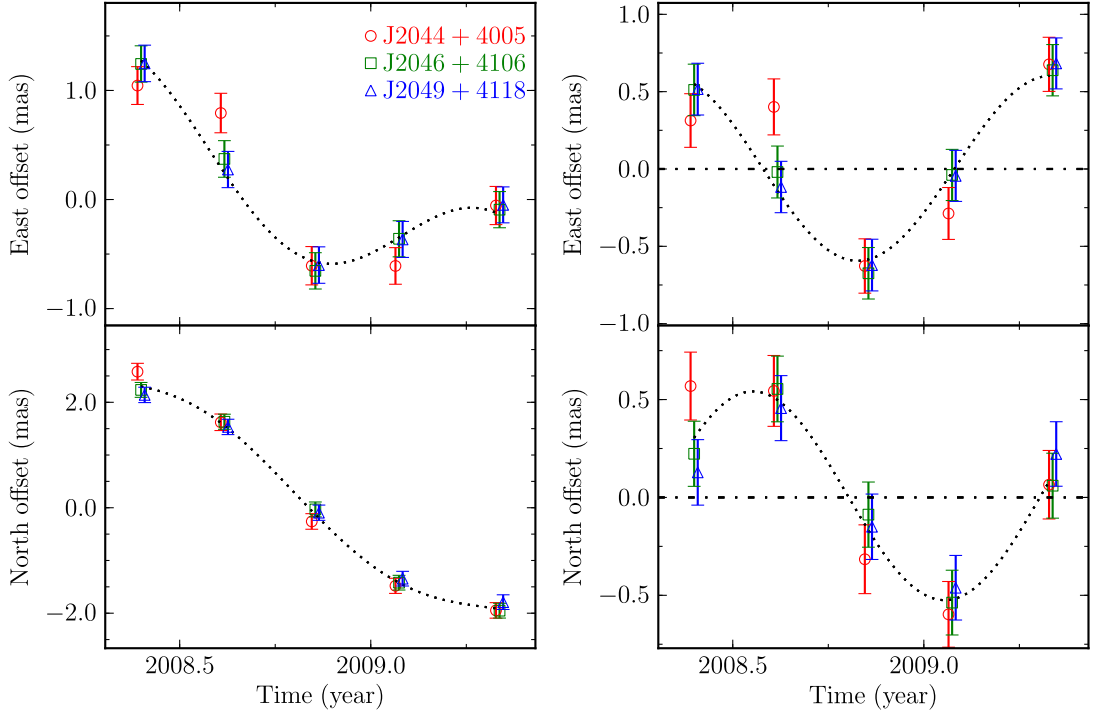 East offset (mas)
1.0
0.0
−1.0
J2044 + 4005
J2046 + 4106
J2049 + 4118
East offset (mas)
1.0
0.5
0.0
−0.5
−1.0
North offset (mas)
2.0
0.0
−2.0
2008.5
2009.0
Time (year)
North offset (mas)
0.5
0.0
−0.5
2008.5
2009.0
Time (year)